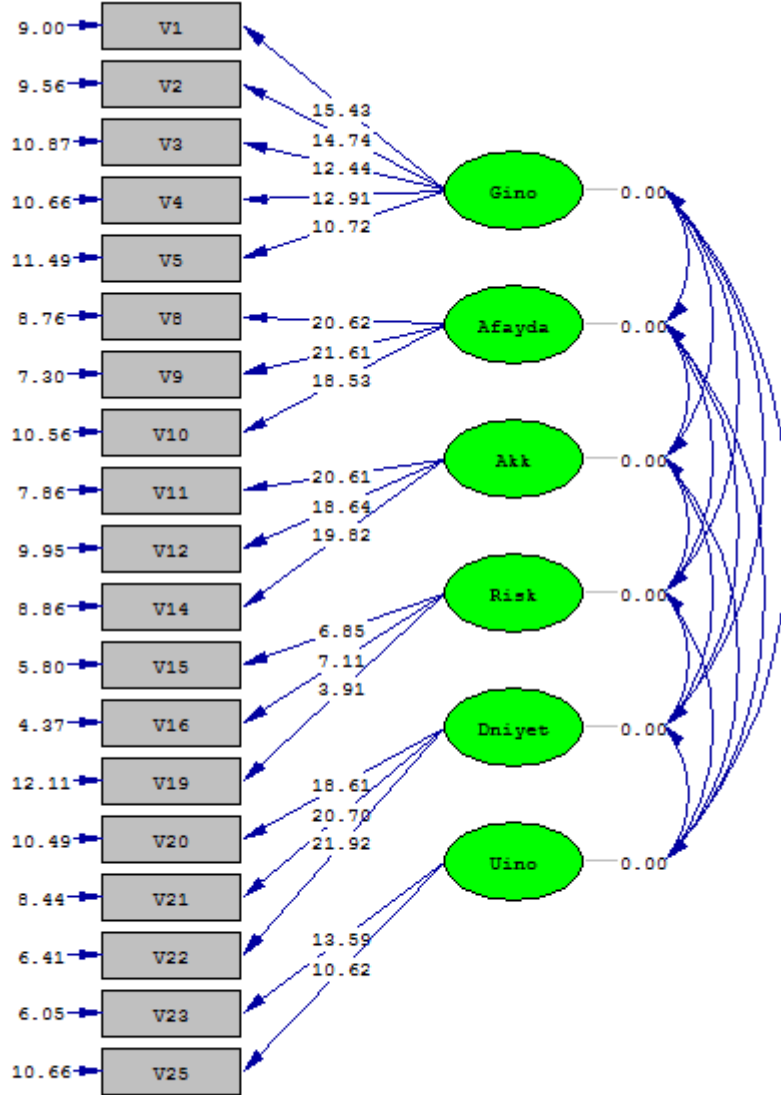 9.00 V1
9.56 V2
15.43
14.74
10.87 V3
12.44
10.66 V4 12.91 Gino 0.00
10.72
11.49 V5
8.76 V8 20.62 Afayda 0.00
21.61
7.30 V9
18.53
10.56 V10
Akk 0.00
20.61
7.86 V11
18.64
19.82
9.95 V12
8.86 V14 Risk 0.00
6.85
5.80 V15
7.11
3.91
4.37 V16
Dniyet 0.00
12.11 V19
18.61
20.70
10.49 V20
21.92
Uino 0.00
8.44 V21
13.59
6.41 V22
10.62
6.05 V23
10.66 V25